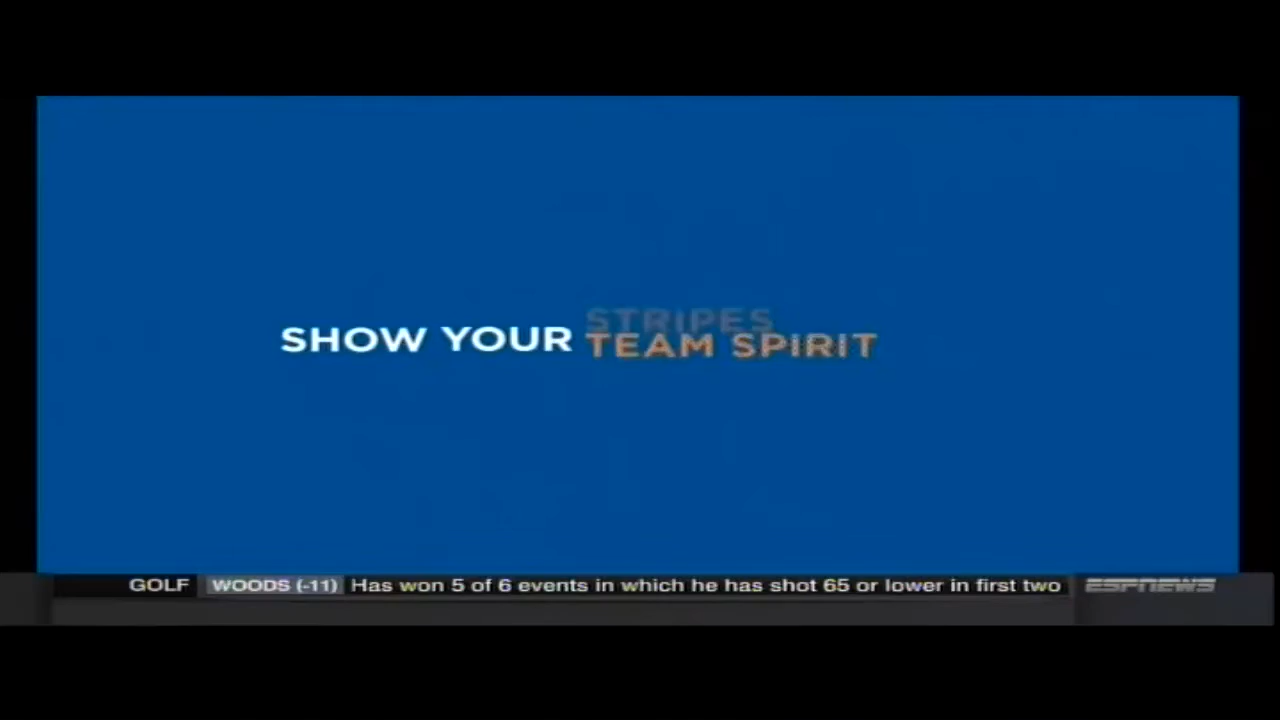 SHOW YOUR STRIPES
TEAM SPIRIT
GOLF WOODS (-11) Has won 5 of 6 events in which he has shot 65 or lower in first two ESPNEWS